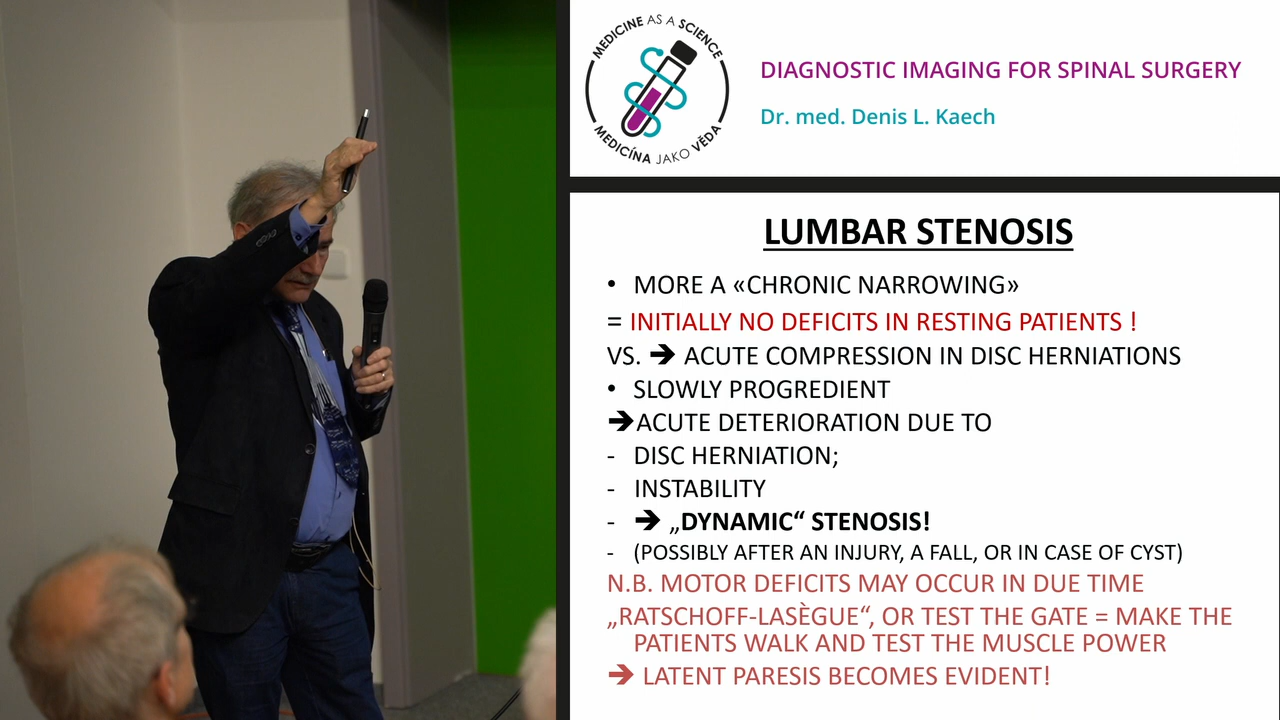 MEDICINE AS A SCIENCE
MEDICÍNA JAKO VĚDA
DIAGNOSTIC IMAGING FOR SPINAL SURGERY
Dr. med. Denis L. Kaech
LUMBAR STENOSIS
• MORE A «CHRONIC NARROWING»
= INITIALLY NO DEFICITS IN RESTING PATIENTS !
VS. ➔ ACUTE COMPRESSION IN DISC HERNIATIONS
• SLOWLY PROGREDIENT
➔ACUTE DETERIORATION DUE TO
- DISC HERNIATION;
- INSTABILITY
- ➔ „DYNAMIC“ STENOSIS!
- (POSSIBLY AFTER AN INJURY, A FALL, OR IN CASE OF CYST)
N.B. MOTOR DEFICITS MAY OCCUR IN DUE TIME
„RATSCHOFF-LASÈGUE“, OR TEST THE GATE = MAKE THE
PATIENTS WALK AND TEST THE MUSCLE POWER
➔ LATENT PARESIS BECOMES EVIDENT!